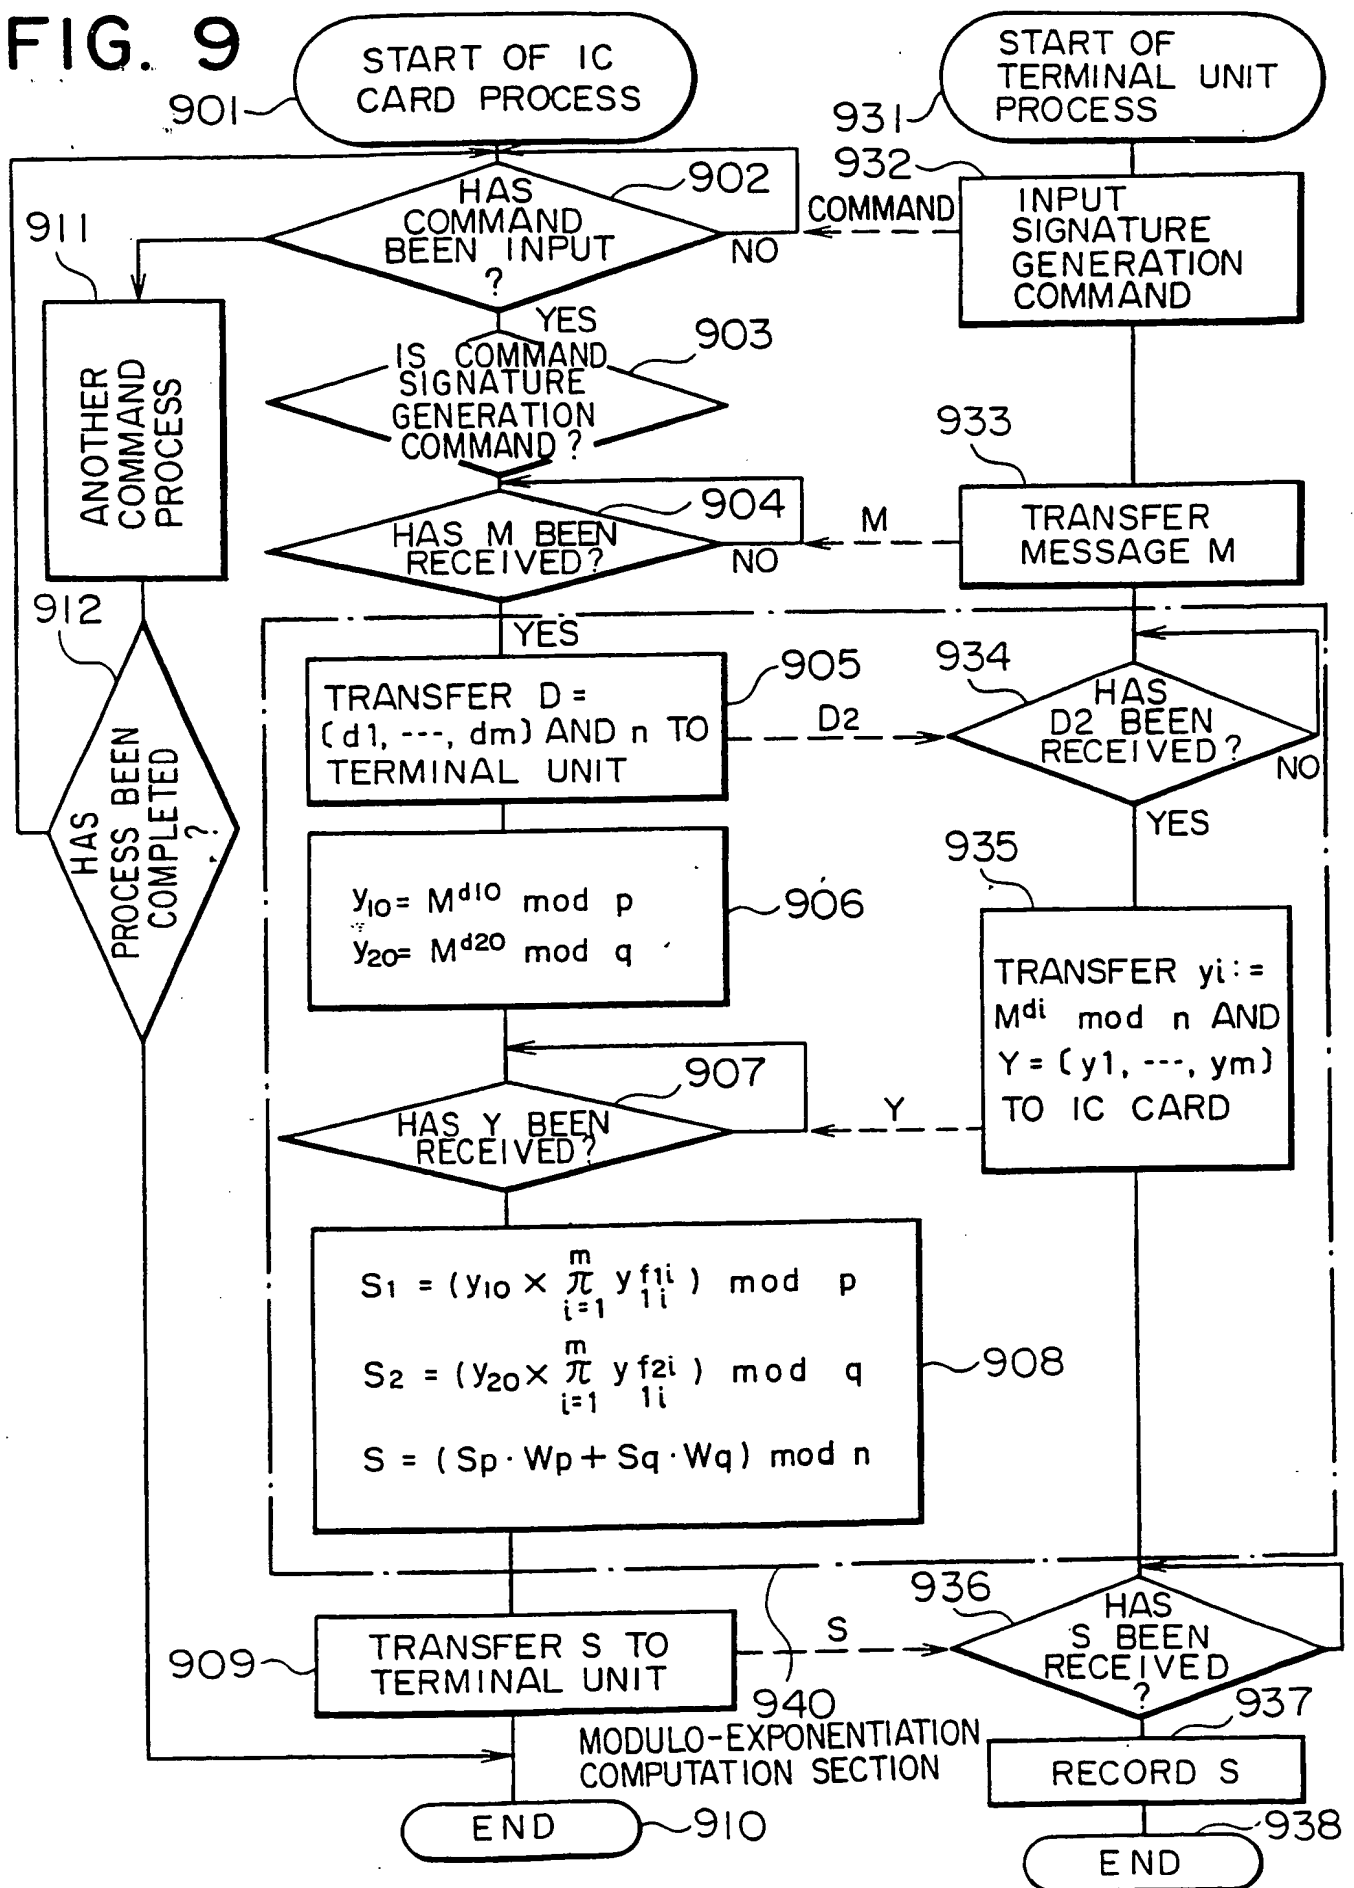 FIG. 9
START OF IC
CARD PROCESS
901
START OF
TERMINAL UNIT
PROCESS
931
HAS
COMMAND
BEEN INPUT
?
902
NO
YES
COMMAND
932
INPUT
SIGNATURE
GENERATION
COMMAND
911
ANOTHER
COMMAND
PROCESS
IS COMMAND
SIGNATURE
GENERATION
COMMAND?
903
HAS M BEEN
RECEIVED?
904
NO
YES
M
933
TRANSFER
MESSAGE M
912
HAS
PROCESS BEEN
COMPLETED
?
TRANSFER D =
(d1, ---, dm) AND n TO
TERMINAL UNIT
905
D2
934
HAS
D2 BEEN
RECEIVED?
NO
YES
y10 = M^d10 mod p
y20 = M^d20 mod q
906
935
TRANSFER yi :=
M^di mod n AND
Y = (y1, ---, ym)
TO IC CARD
HAS Y BEEN
RECEIVED?
907
Y
S1 = (y10 × π(i=1 to m) y1i^f1i) mod p
S2 = (y20 × π(i=1 to m) y1i^f2i) mod q
S = (Sp · Wp + Sq · Wq) mod n
908
TRANSFER S TO
TERMINAL UNIT
909
S
936
HAS
S BEEN
RECEIVED
?
940
MODULO-EXPONENTIATION
COMPUTATION SECTION
937
RECORD S
END
910
END
938